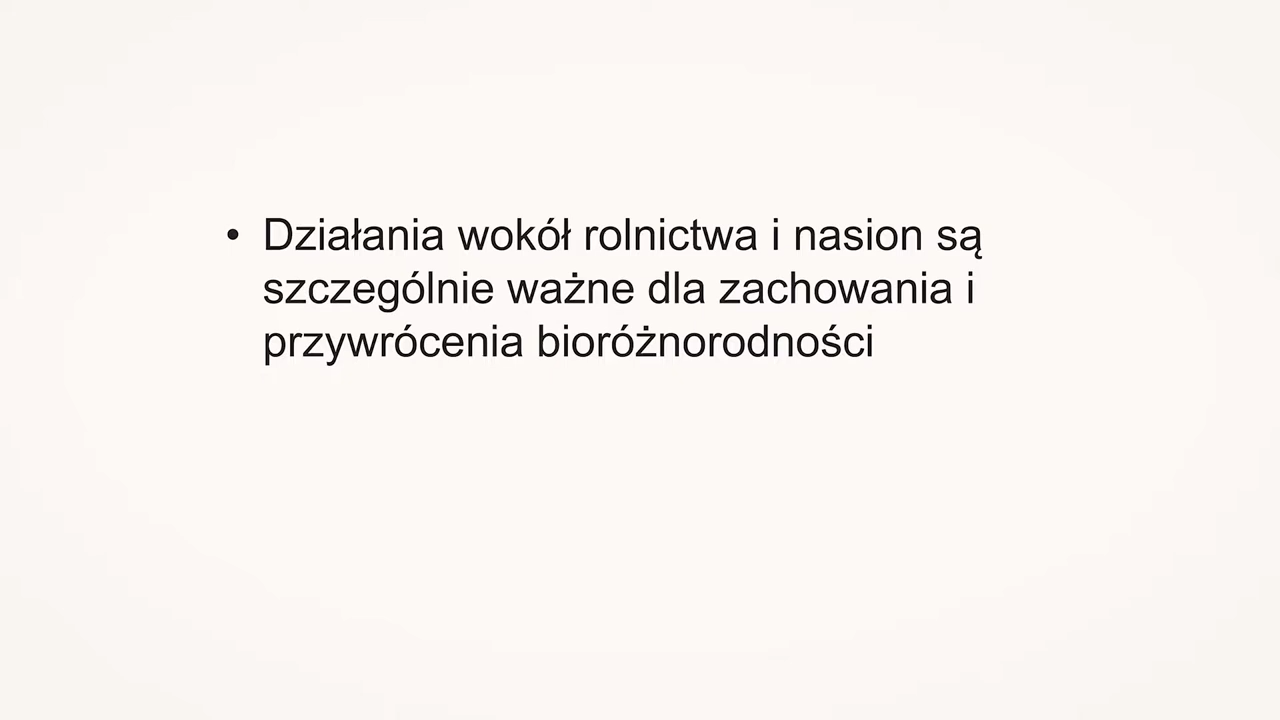 • Działania wokół rolnictwa i nasion są
szczególnie ważne dla zachowania i
przywrócenia bioróżnorodności